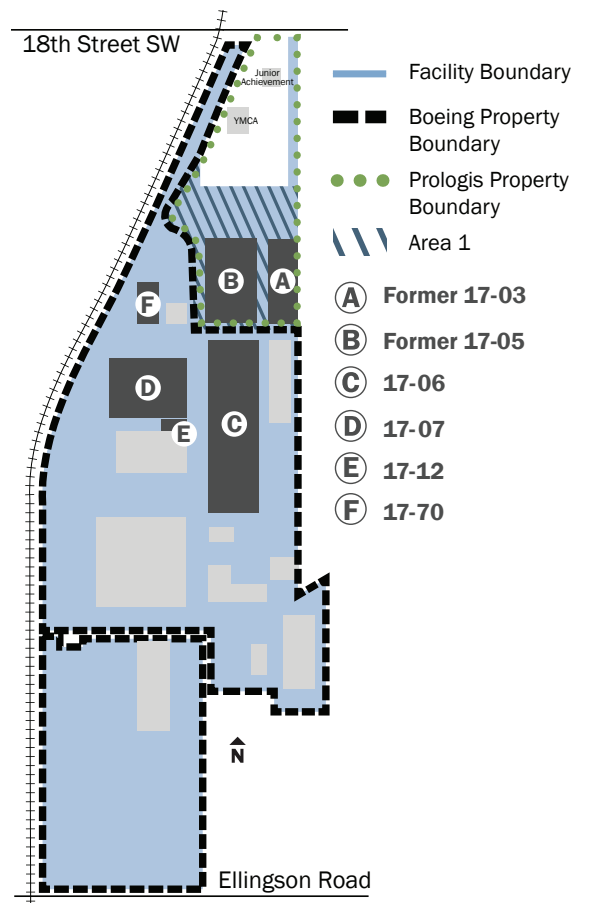 18th Street SW
Junior
Achievement
YMCA
B
A
F
D
C
E
N
Ellingson Road
Facility Boundary
Boeing Property
Boundary
Prologis Property
Boundary
Area 1
A Former 17-03
B Former 17-05
C 17-06
D 17-07
E 17-12
F 17-70